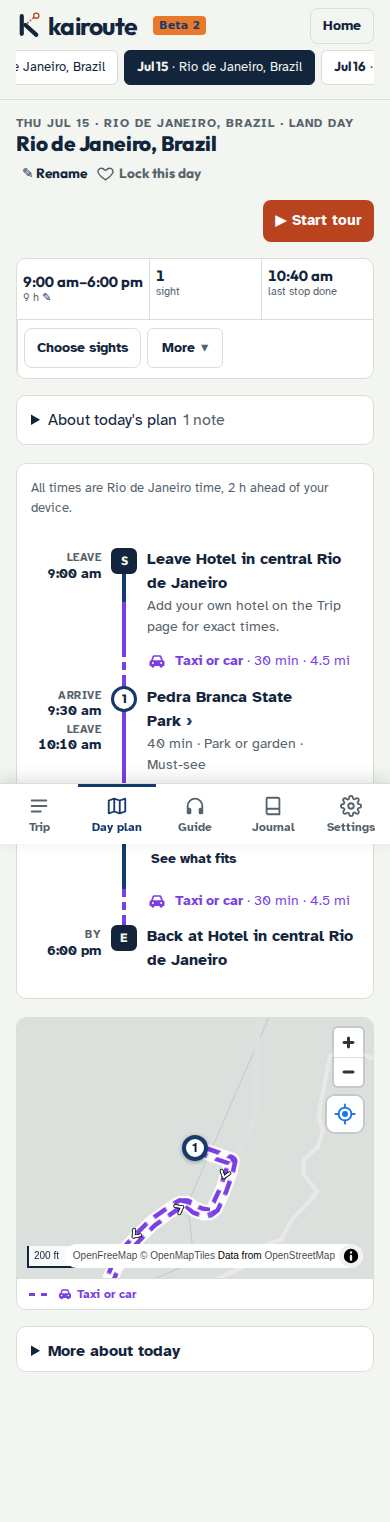 kairoute Beta 2 Home
e Janeiro, Brazil Jul 15 · Rio de Janeiro, Brazil Jul 16 ·
THU JUL 15 · RIO DE JANEIRO, BRAZIL · LAND DAY
Rio de Janeiro, Brazil
✎ Rename ♡ Lock this day
▶ Start tour
9:00 am–6:00 pm 1 10:40 am
9 h ✎ sight last stop done
Choose sights More ▼
▶ About today's plan 1 note
All times are Rio de Janeiro time, 2 h ahead of your
device.
LEAVE S Leave Hotel in central Rio
9:00 am de Janeiro
Add your own hotel on the Trip
page for exact times.
Taxi or car · 30 min · 4.5 mi
ARRIVE 1 Pedra Branca State
9:30 am Park ›
LEAVE
10:10 am 40 min · Park or garden ·
Must-see
Trip Day plan Guide Journal Settings
See what fits
Taxi or car · 30 min · 4.5 mi
BY E Back at Hotel in central Rio
6:00 pm de Janeiro
+
−
1
200 ft OpenFreeMap © OpenMapTiles Data from OpenStreetMap i
Taxi or car
▶ More about today